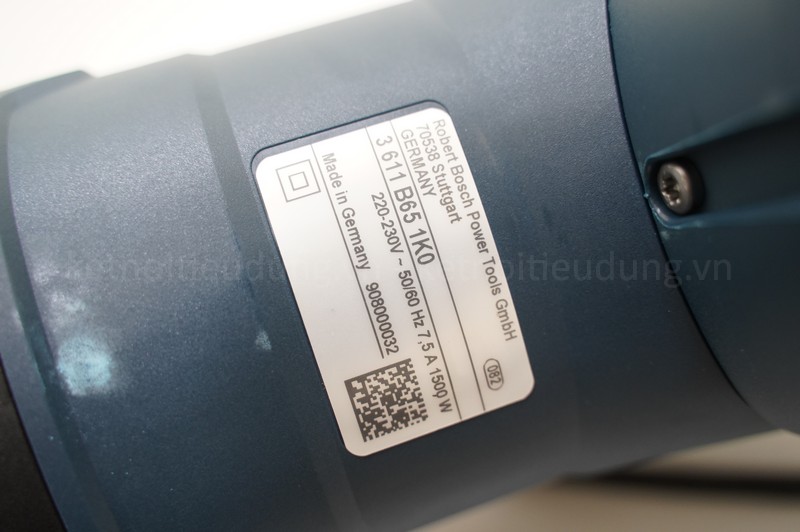 Robert Bosch Power Tools GmbH
70538 Stuttgart
GERMANY
082
3 611 B65 1K0
220-230V ~ 50/60 Hz 7,5 A 1500 W
Made in Germany 908000032